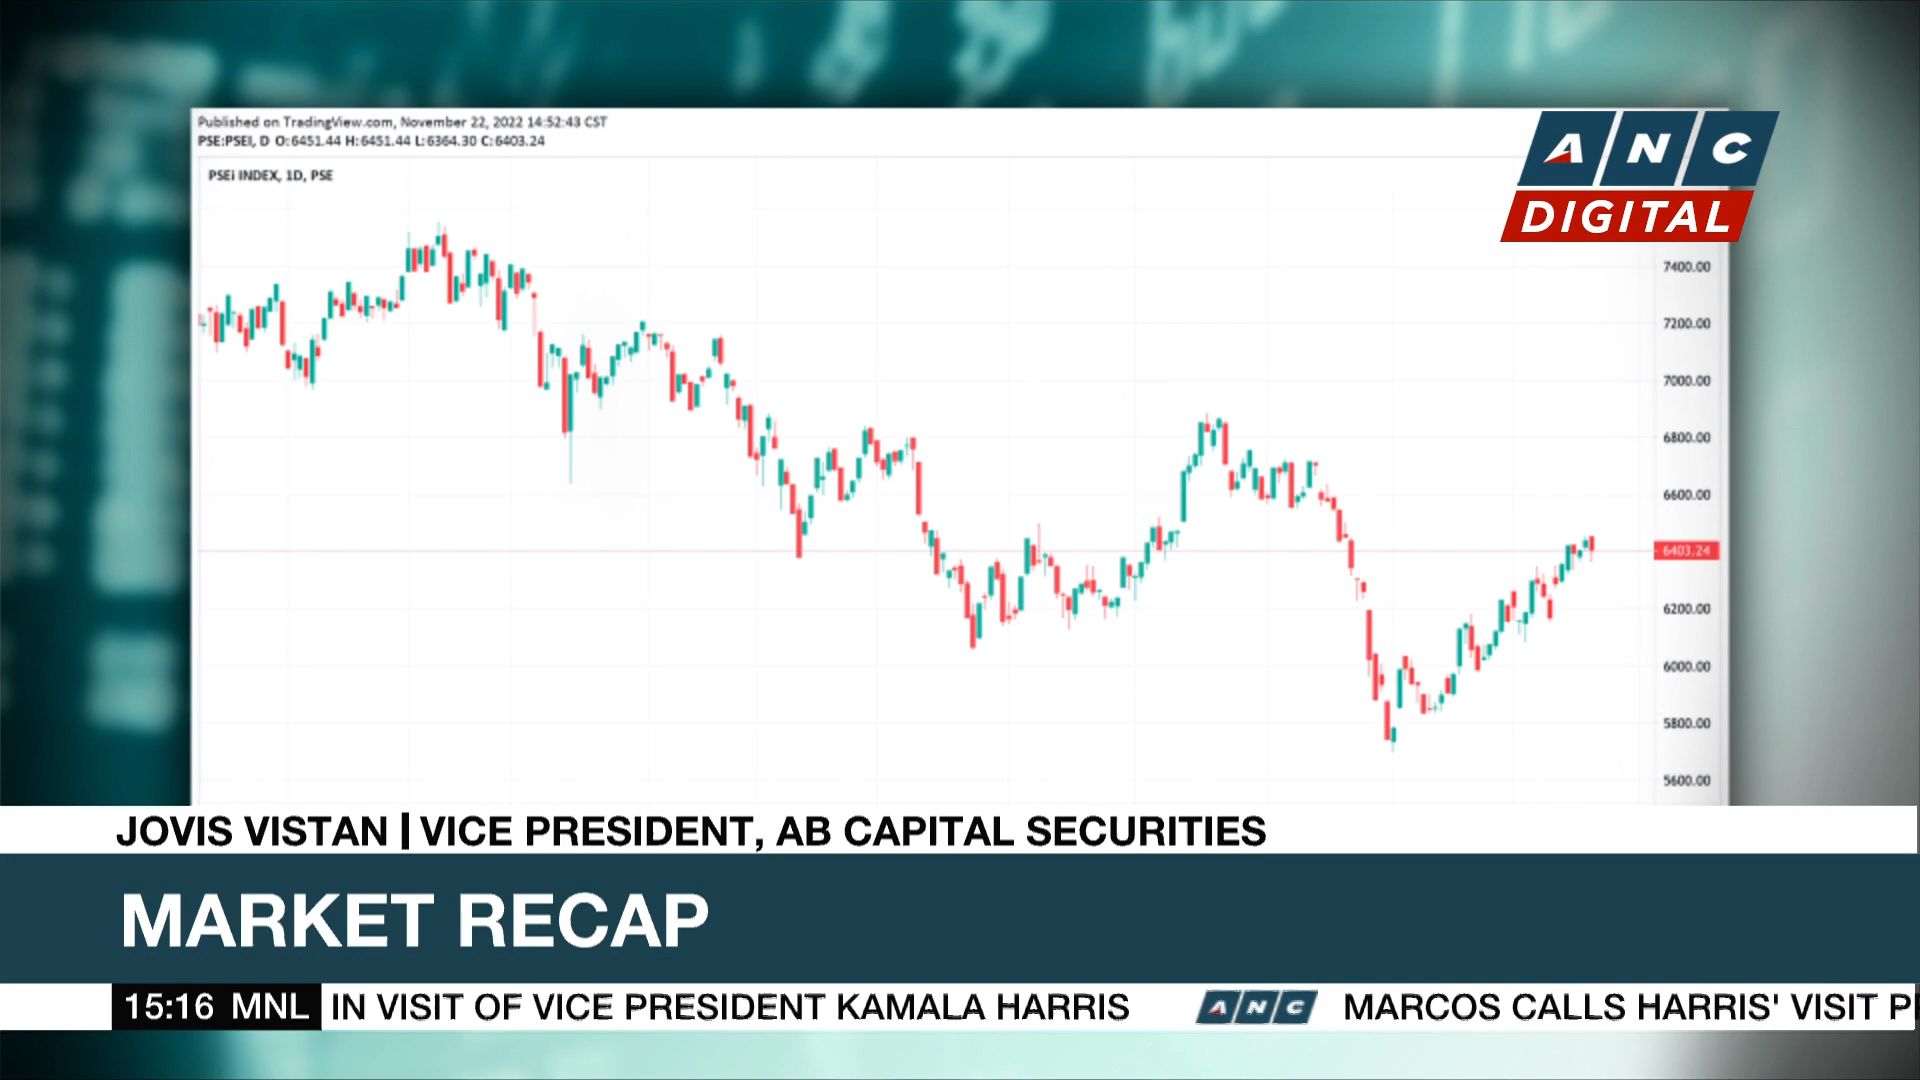 Published on TradingView.com, November 22, 2022 14:52:43 CST
PSE:PSEI, D O:6451.44 H:6451.44 L:6364.30 C:6403.24
PSEi INDEX, 1D, PSE
ANC
DIGITAL
7400.00
7200.00
7000.00
6800.00
6600.00
6403.24
6200.00
6000.00
5800.00
5600.00
JOVIS VISTAN | VICE PRESIDENT, AB CAPITAL SECURITIES
MARKET RECAP
15:16 MNL IN VISIT OF VICE PRESIDENT KAMALA HARRIS ANC MARCOS CALLS HARRIS' VISIT